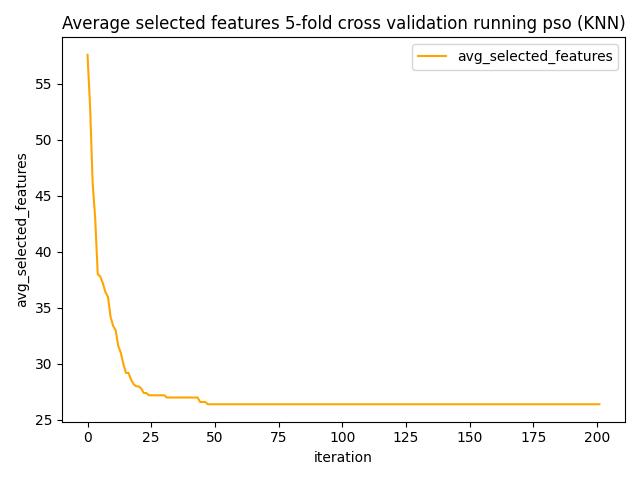 Average selected features 5-fold cross validation running pso (KNN)
avg_selected_features
55
50
45
40
35
30
25
avg_selected_features
0 25 50 75 100 125 150 175 200
iteration